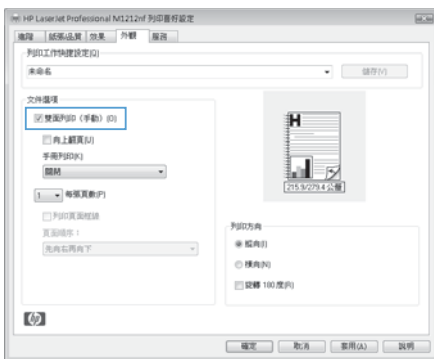 HP LaserJet Professional M1212nf 列印喜好設定
進階 紙張/品質 效果 外觀 服務
列印工作快捷設定(Q)
未命名
儲存(V)
文件選項
雙面列印（手動）(O)
向上翻頁(U)
手冊列印(K)
關閉
1 每張頁數(P)
列印頁面框線
頁面順序：
先向右再向下
H
215.9/279.4 公釐
列印方向
縱向(I)
橫向(N)
旋轉 180 度(R)
hp
確定 取消 套用(A) 說明